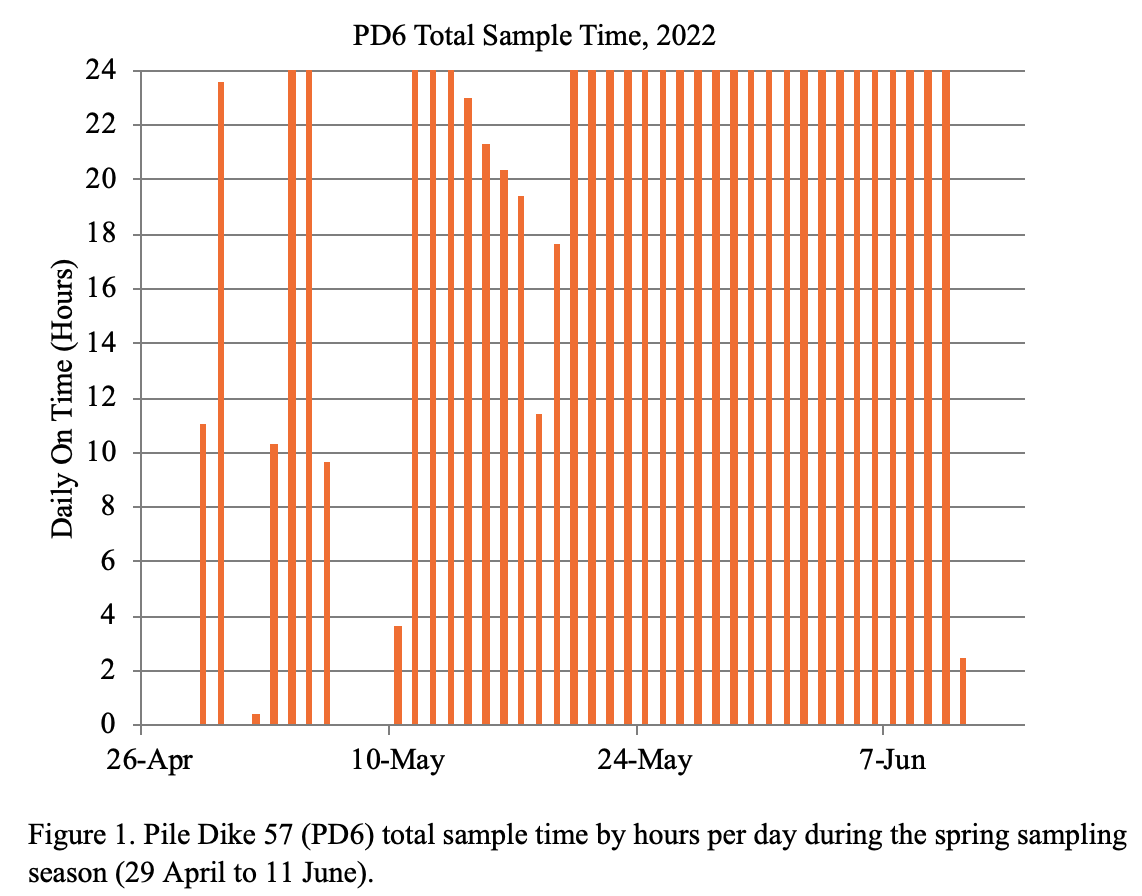 PD6 Total Sample Time, 2022
24
22
20
18
16
14
12
10
8
6
4
2
0
Daily On Time (Hours)
26-Apr 10-May 24-May 7-Jun
Figure 1. Pile Dike 57 (PD6) total sample time by hours per day during the spring sampling
season (29 April to 11 June).